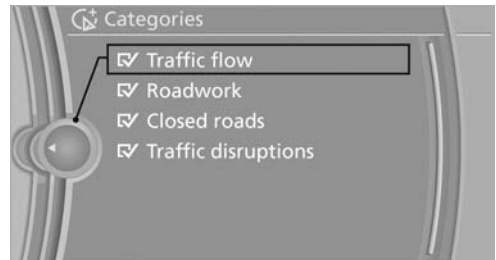 Categories
Traffic flow
Roadwork
Closed roads
Traffic disruptions